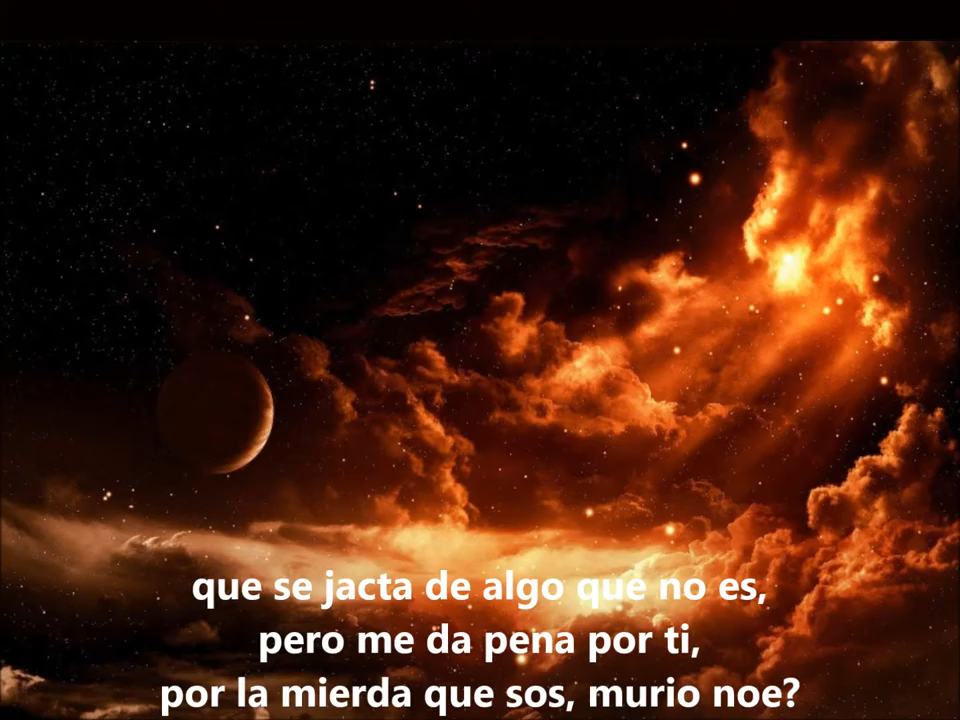 que se jacta de algo que no es,
pero me da pena por ti,
por la mierda que sos, murio noe?